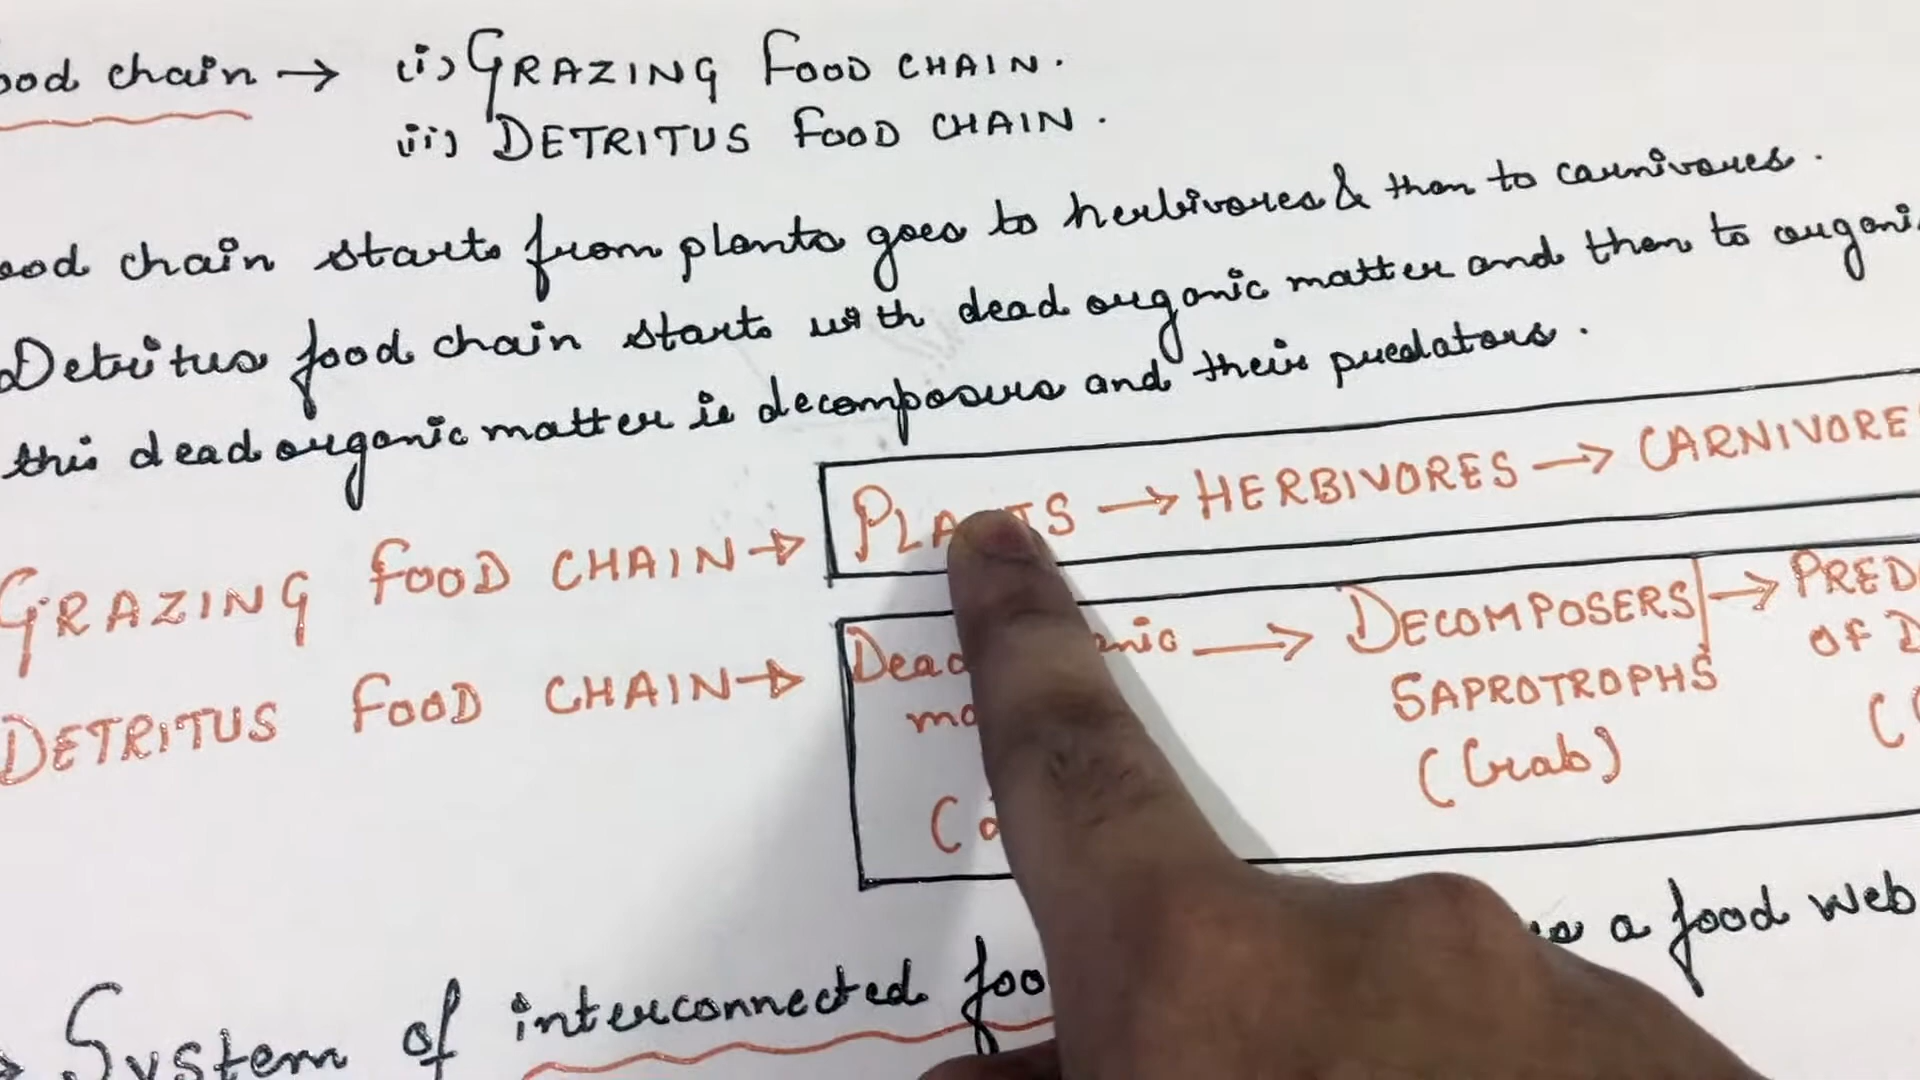 ood chain → (i) GRAZING FOOD CHAIN.
(ii) DETRITUS FOOD CHAIN.
ood chain starts from plants goes to herbivores & then to carnivores.
Detritus food chain starts with dead organic matter and then to organi
this dead organic matter ie decomposers and their predators.
GRAZING FOOD CHAIN → PLANTS → HERBIVORES → CARNIVORE
DETRITUS FOOD CHAIN → Dead → DECOMPOSERS → PRED
SAPROTROPHS OF D
(Crab) (
System of interconnected foo a food web